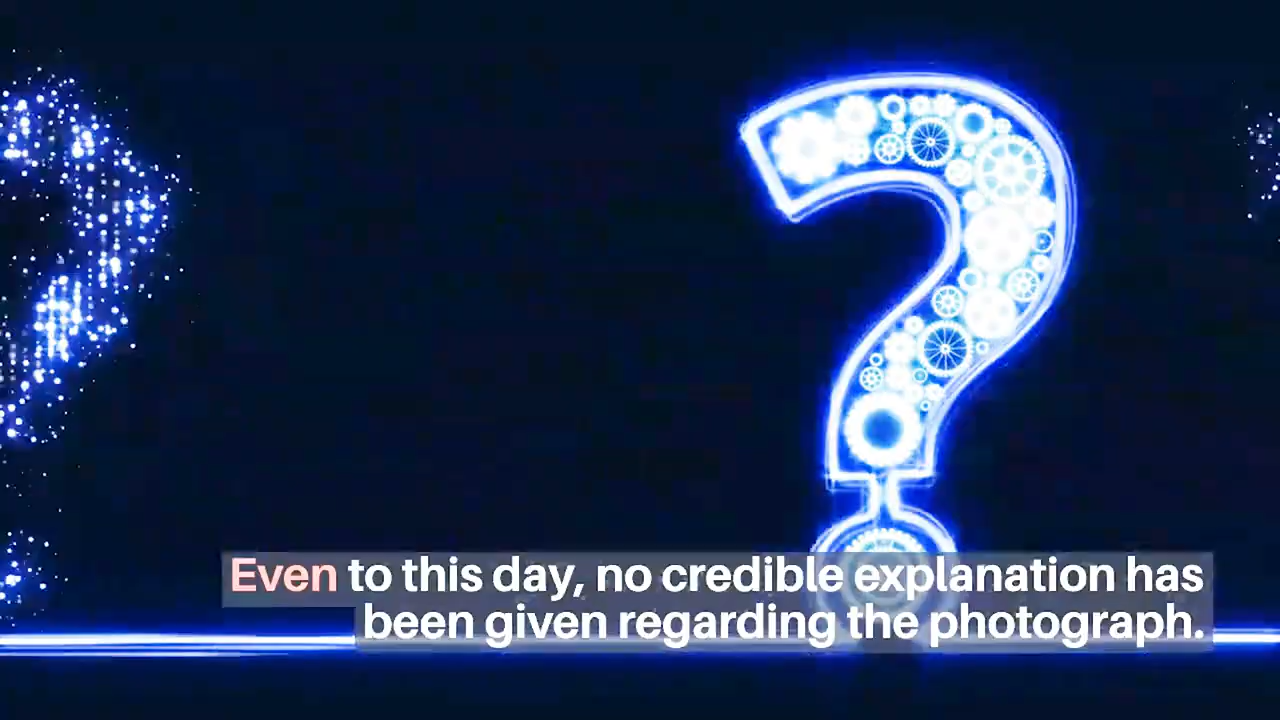 Even to this day, no credible explanation has
been given regarding the photograph.